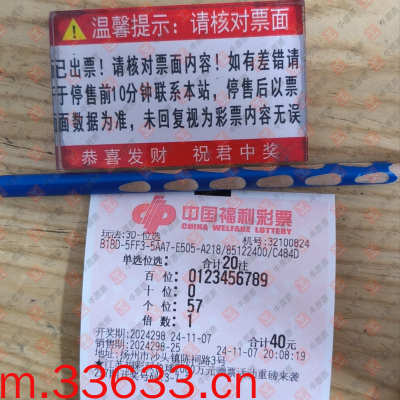 温馨提示:请核对票面
已出票!请核对票面内容!如有差错请
于停售前10分钟联系本站,停售后以票
面数据为准,未回复视为彩票内容无误
恭喜发财 祝君中奖
中国福利彩票
CHINA WELFARE LOTTERY
玩法:3D-位选 机号:32100824
B1BD-5FF3-5AA7-E505-A218/85122400/C484D
单选位选: 合计20注
百位: 0123456789
十位: 0
个位: 57
倍数: 1
开奖期:2024298 24-11-07 合计40元
销售期:2024298-25 24-11-07 20:08:19
地址:扬州市沙头镇陈祠路3号
m.33633.cn